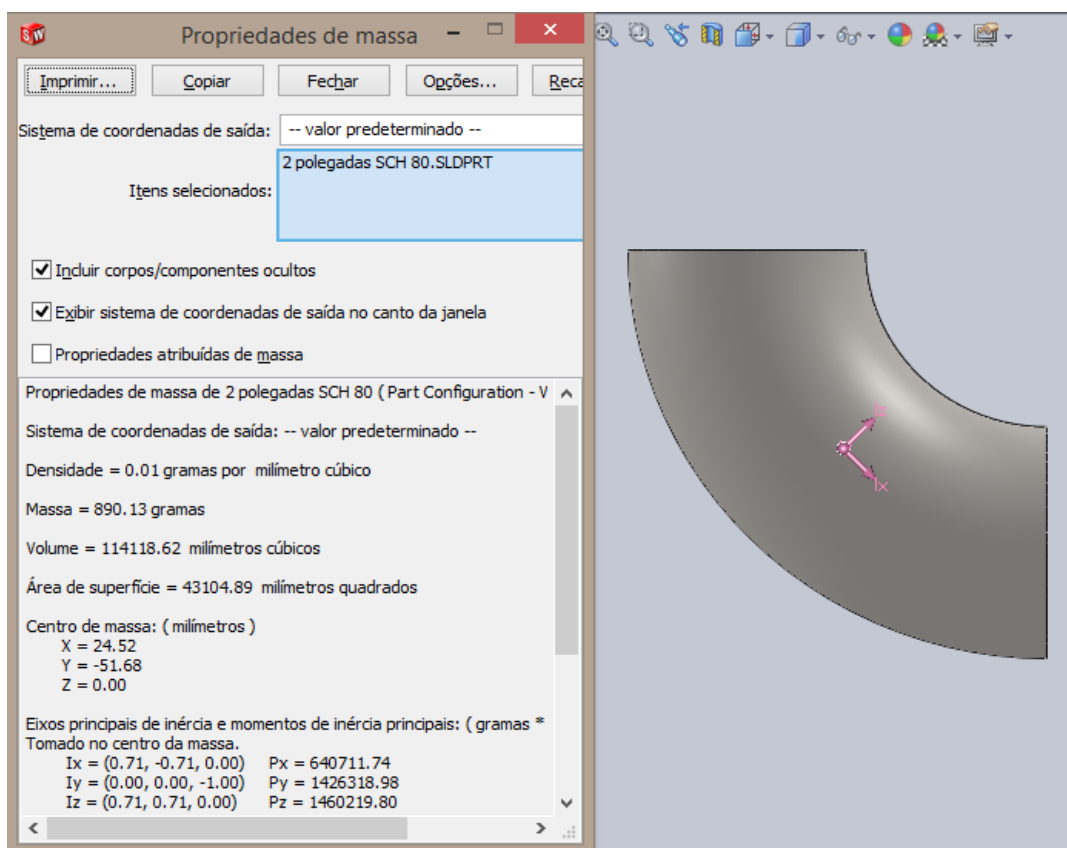 Propriedades de massa
Imprimir... Copiar Fechar Opções... Reca
Sistema de coordenadas de saída: -- valor predeterminado --
2 polegadas SCH 80.SLDPRT
Itens selecionados:
Incluir corpos/componentes ocultos
Exibir sistema de coordenadas de saída no canto da janela
Propriedades atribuídas de massa
Propriedades de massa de 2 polegadas SCH 80 ( Part Configuration - V
Sistema de coordenadas de saída: -- valor predeterminado --
Densidade = 0.01 gramas por milímetro cúbico
Massa = 890.13 gramas
Volume = 114118.62 milímetros cúbicos
Área de superfície = 43104.89 milímetros quadrados
Centro de massa: ( milímetros )
X = 24.52
Y = -51.68
Z = 0.00
Eixos principais de inércia e momentos de inércia principais: ( gramas *
Tomado no centro da massa.
Ix = (0.71, -0.71, 0.00) Px = 640711.74
Iy = (0.00, 0.00, -1.00) Py = 1426318.98
Iz = (0.71, 0.71, 0.00) Pz = 1460219.80
Iz
Ix